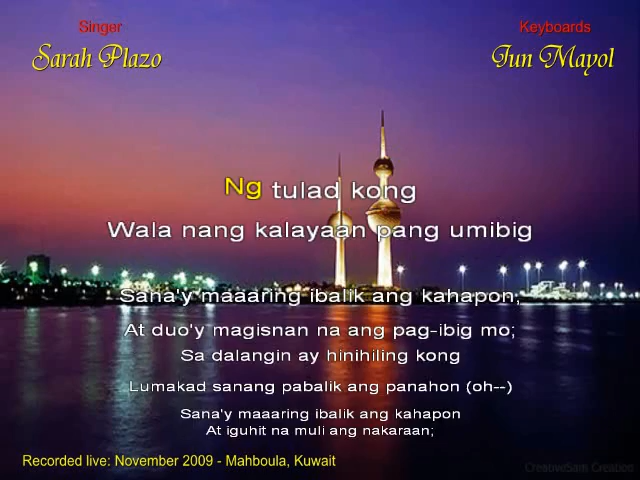 Singer
Keyboards
Sarah Plazo
Jun Mayol
Ng tulad kong
Wala nang kalayaan pang umibig
Sana'y maaaring ibalik ang kahapon;
At duo'y magisnan na ang pag-ibig mo;
Sa dalangin ay hinihiling kong
Lumakad sanang pabalik ang panahon (oh--)
Sana'y maaaring ibalik ang kahapon
At iguhit na muli ang nakaraan;
Recorded live: November 2009 - Mahboula, Kuwait
CreativeSam Creation